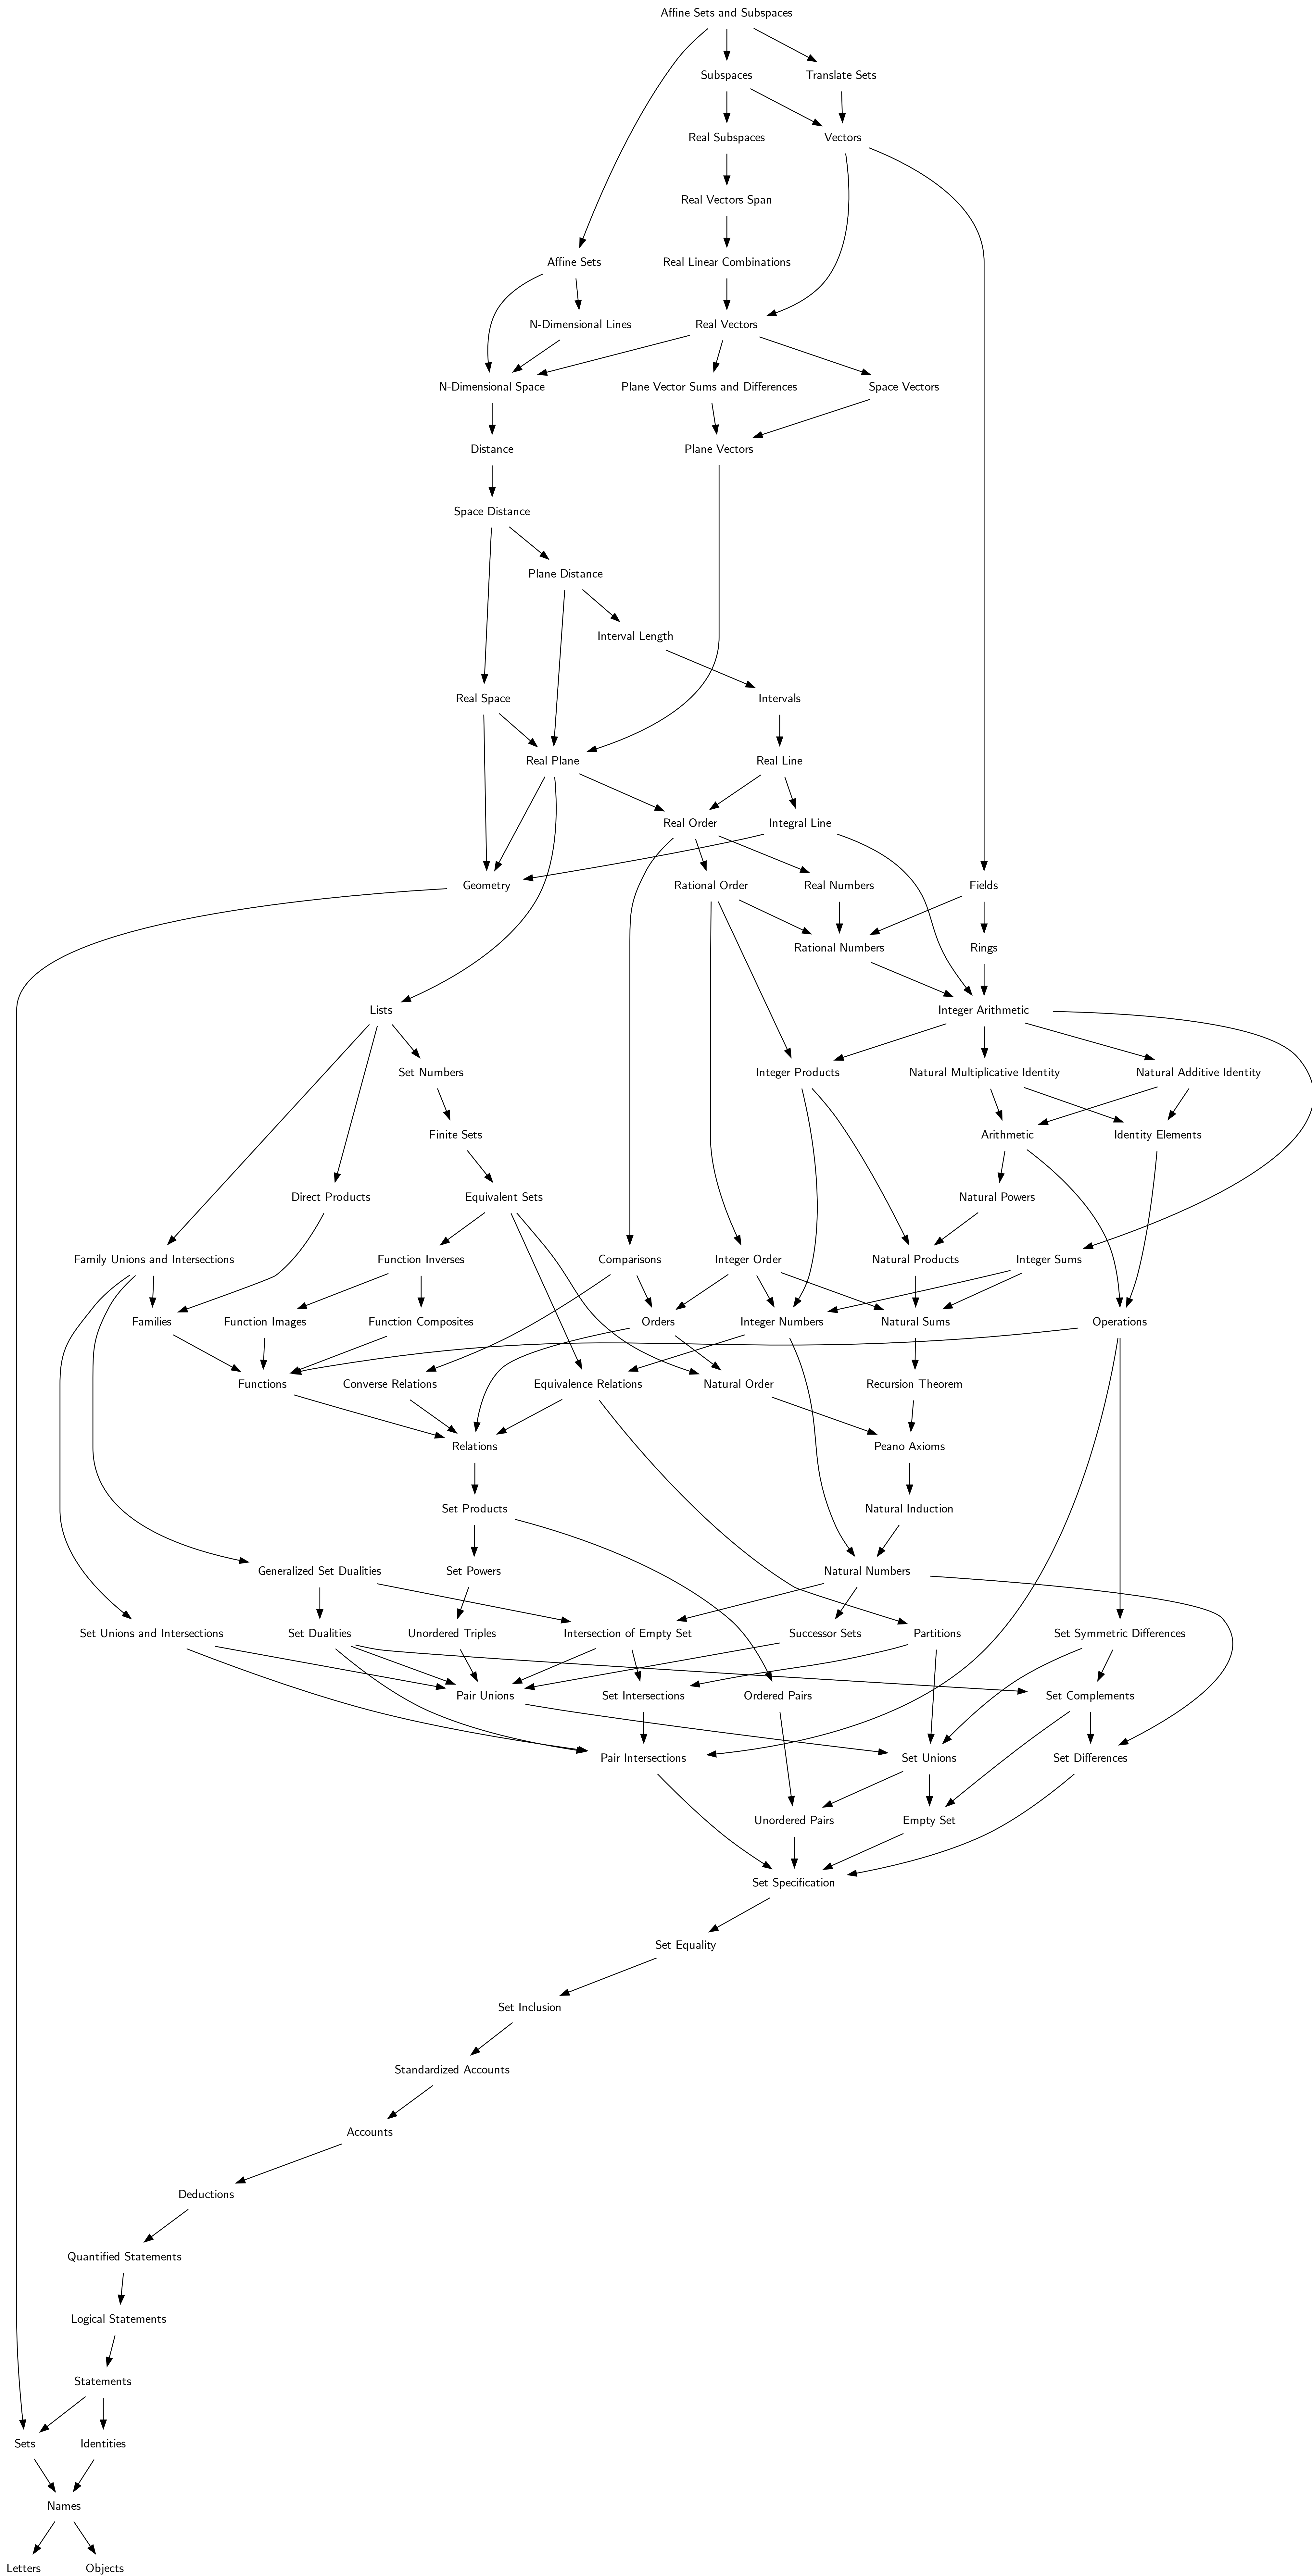 Affine Sets and Subspaces
Subspaces
Translate Sets
Real Subspaces
Vectors
Real Vectors Span
Affine Sets
Real Linear Combinations
N-Dimensional Lines
Real Vectors
N-Dimensional Space
Plane Vector Sums and Differences
Space Vectors
Distance
Plane Vectors
Space Distance
Plane Distance
Interval Length
Real Space
Intervals
Real Plane
Real Line
Real Order
Integral Line
Geometry
Rational Order
Real Numbers
Fields
Rational Numbers
Rings
Lists
Integer Arithmetic
Set Numbers
Integer Products
Natural Multiplicative Identity
Natural Additive Identity
Finite Sets
Arithmetic
Identity Elements
Direct Products
Equivalent Sets
Natural Powers
Family Unions and Intersections
Function Inverses
Comparisons
Integer Order
Natural Products
Integer Sums
Families
Function Images
Function Composites
Orders
Integer Numbers
Natural Sums
Operations
Functions
Converse Relations
Equivalence Relations
Natural Order
Recursion Theorem
Relations
Peano Axioms
Set Products
Natural Induction
Generalized Set Dualities
Set Powers
Natural Numbers
Set Unions and Intersections
Set Dualities
Unordered Triples
Intersection of Empty Set
Successor Sets
Partitions
Set Symmetric Differences
Pair Unions
Set Intersections
Ordered Pairs
Set Complements
Pair Intersections
Set Unions
Set Differences
Unordered Pairs
Empty Set
Set Specification
Set Equality
Set Inclusion
Standardized Accounts
Accounts
Deductions
Quantified Statements
Logical Statements
Statements
Sets
Identities
Names
Letters
Objects